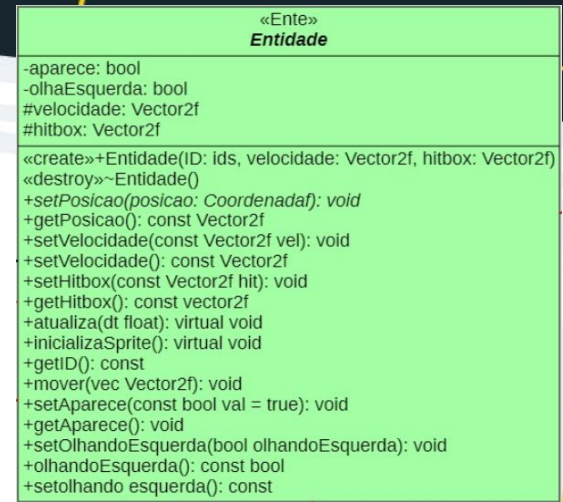 «Ente»
Entidade
-aparece: bool
-olhaEsquerda: bool
#velocidade: Vector2f
#hitbox: Vector2f
«create»+Entidade(ID: ids, velocidade: Vector2f, hitbox: Vector2f)
«destroy»~Entidade()
+setPosicao(posicao: Coordenadaf): void
+getPosicao(): const Vector2f
+setVelocidade(const Vector2f vel): void
+setVelocidade(): const Vector2f
+setHitbox(const Vector2f hit): void
+getHitbox(): const vector2f
+atualiza(dt float): virtual void
+inicializaSprite(): virtual void
+getID(): const
+mover(vec Vector2f): void
+setAparece(const bool val = true): void
+getAparece(): void
+setOlhandoEsquerda(bool olhandoEsquerda): void
+olhandoEsquerda(): const bool
+setolhando esquerda(): const